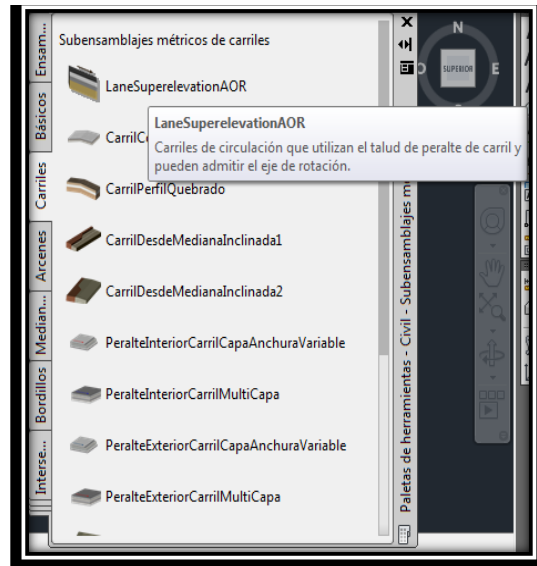 Subensamblajes métricos de carriles
LaneSuperelevationAOR
LaneSuperelevationAOR
Carriles de circulación que utilizan el talud de peralte de carril y
pueden admitir el eje de rotación.
CarrilPerfilQuebrado
CarrilDesdeMedianaInclinada1
CarrilDesdeMedianaInclinada2
PeralteInteriorCarrilCapaAnchuraVariable
PeralteInteriorCarrilMultiCapa
PeralteExteriorCarrilCapaAnchuraVariable
PeralteExteriorCarrilMultiCapa
Ensam...
Básicos
Carriles
Arcenes
Median...
Bordillos
Interse...
Paletas de herramientas - Civil - Subensamblajes m
N
SUPERIOR
E